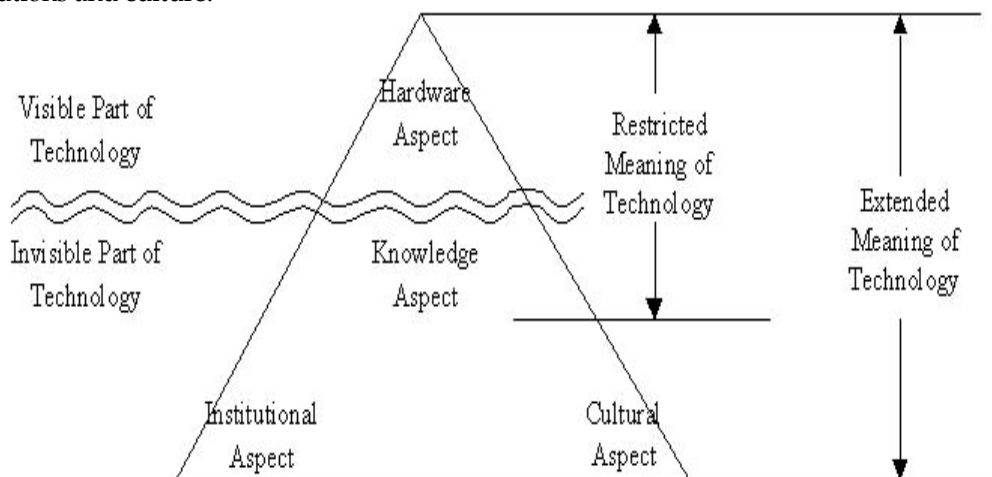 utions and culture.
Hardware
Aspect
Visible Part of
Technology
Restricted
Meaning of
Technology
Extended
Meaning of
Technology
Invisible Part of
Technology
Knowledge
Aspect
Institutional
Aspect
Cultural
Aspect